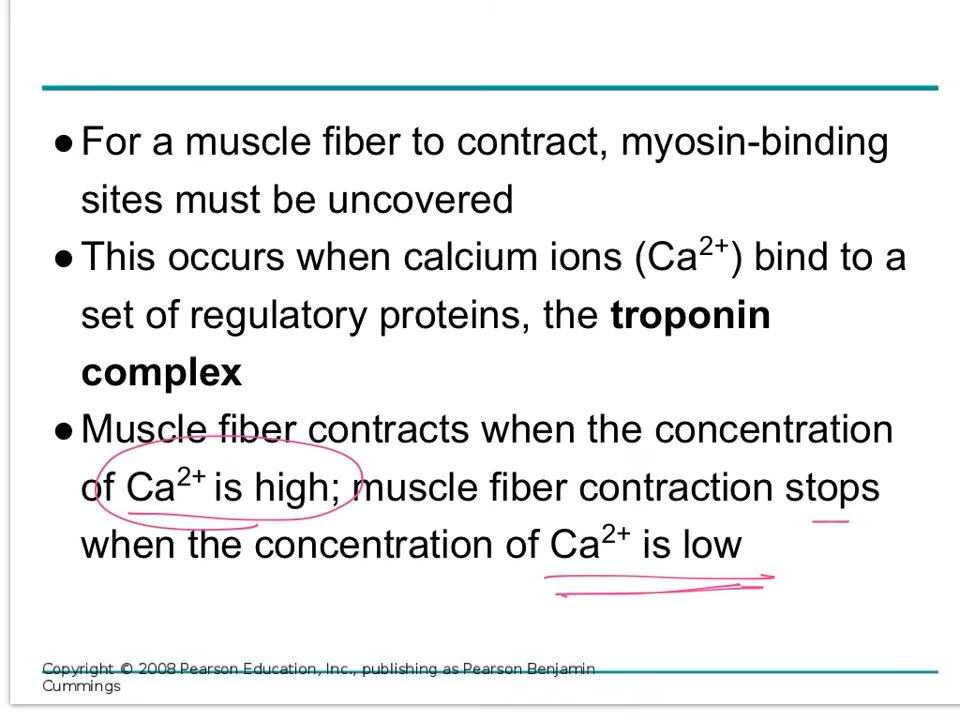 ●For a muscle fiber to contract, myosin-binding
sites must be uncovered
●This occurs when calcium ions (Ca²⁺) bind to a
set of regulatory proteins, the troponin
complex
●Muscle fiber contracts when the concentration
of Ca²⁺ is high; muscle fiber contraction stops
when the concentration of Ca²⁺ is low
Copyright © 2008 Pearson Education, Inc., publishing as Pearson Benjamin
Cummings